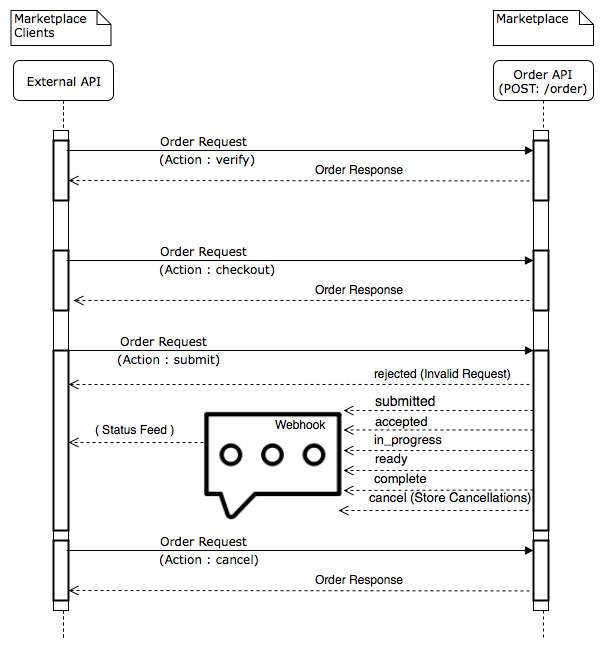 Marketplace
Clients
Marketplace
External API
Order API
(POST: /order)
Order Request
(Action : verify)
Order Response
Order Request
(Action : checkout)
Order Response
Order Request
(Action : submit)
rejected (Invalid Request)
submitted
Webhook
accepted
( Status Feed )
in_progress
ready
complete
cancel (Store Cancellations)
Order Request
(Action : cancel)
Order Response